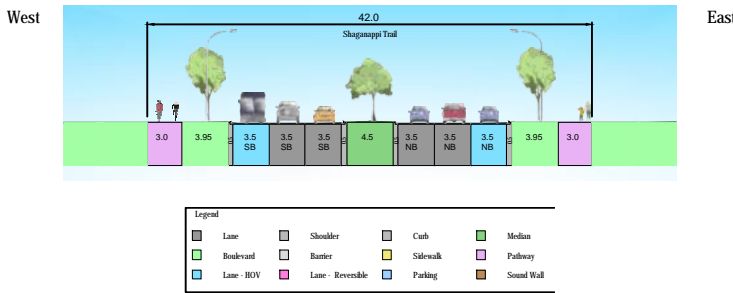 West
East
42.0
Shaganappi Trail
3.0 3.95 3.5 3.5 3.5 4.5 3.5 3.5 3.5 3.95 3.0
SB SB SB NB NB NB
Legend
Lane Shoulder Curb Median
Boulevard Barrier Sidewalk Pathway
Lane - HOV Lane - Reversible Parking Sound Wall